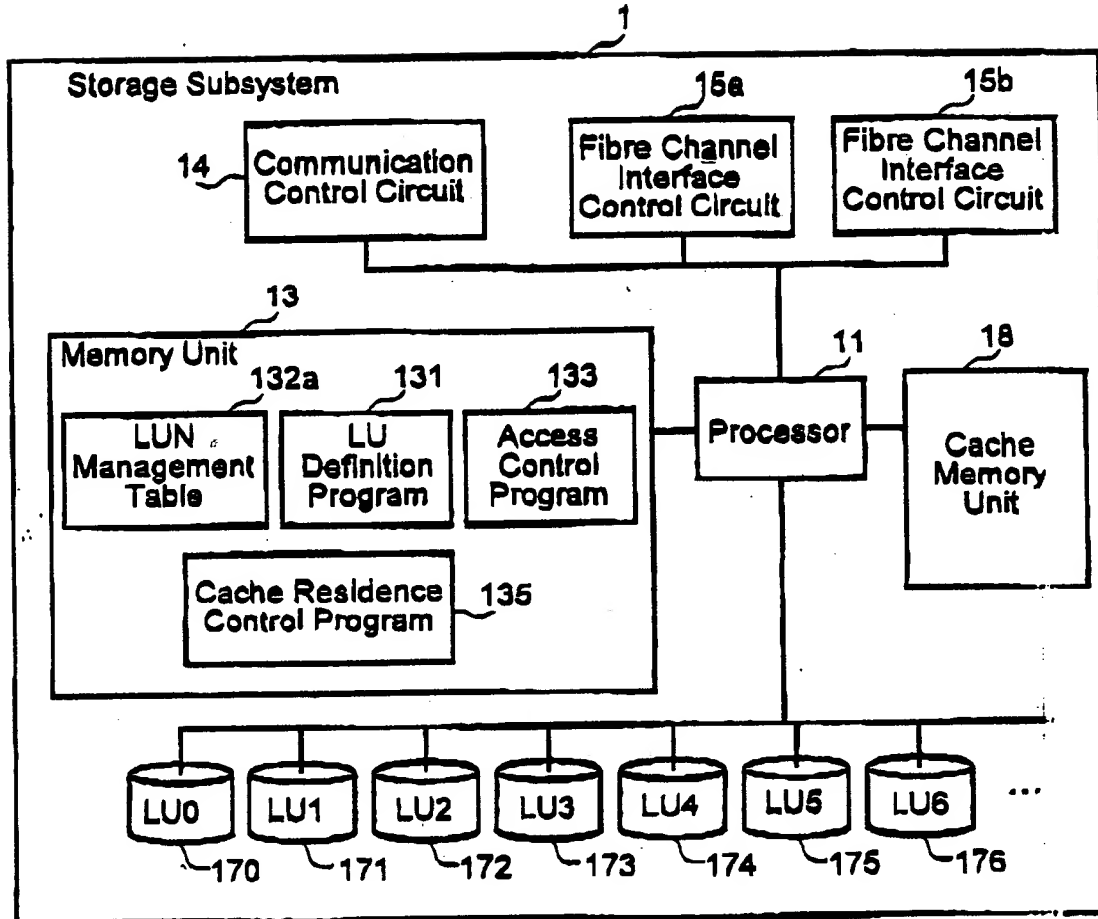 1
Storage Subsystem
15a
15b
14
Communication
Control Circuit
Fibre Channel
Interface
Control Circuit
Fibre Channel
Interface
Control Circuit
13
Memory Unit
132a
131
133
11
18
LUN
Management
Table
LU
Definition
Program
Access
Control
Program
Processor
Cache
Memory
Unit
Cache Residence
Control Program
135
LU0
LU1
LU2
LU3
LU4
LU5
LU6
...
170
171
172
173
174
175
176